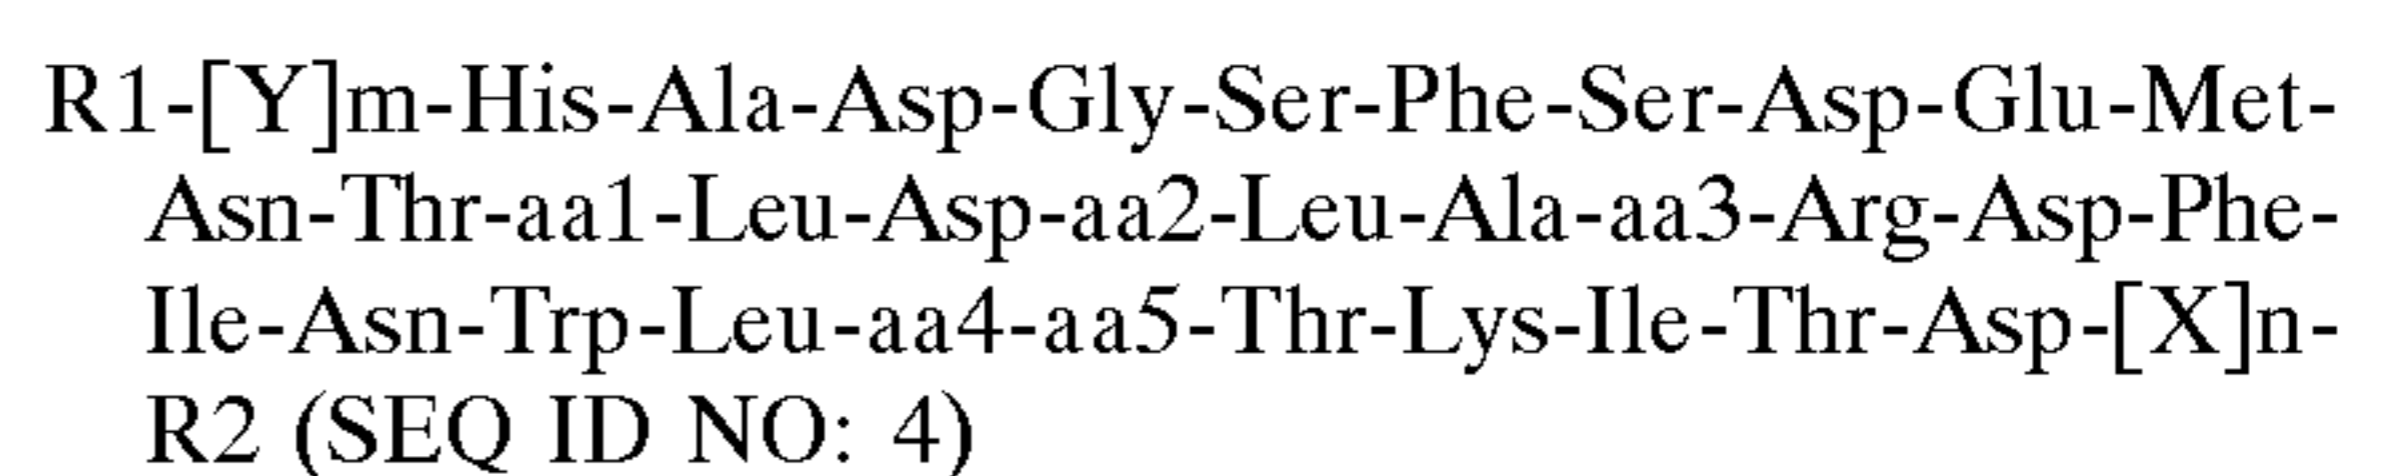 R1-[Y]m-His-Ala-Asp-Gly-Ser-Phe-Ser-Asp-Glu-Met-
Asn-Thr-aa1-Leu-Asp-aa2-Leu-Ala-aa3-Arg-Asp-Phe-
Ile-Asn-Trp-Leu-aa4-aa5-Thr-Lys-Ile-Thr-Asp-[X]n-
R2 (SEQ ID NO: 4)